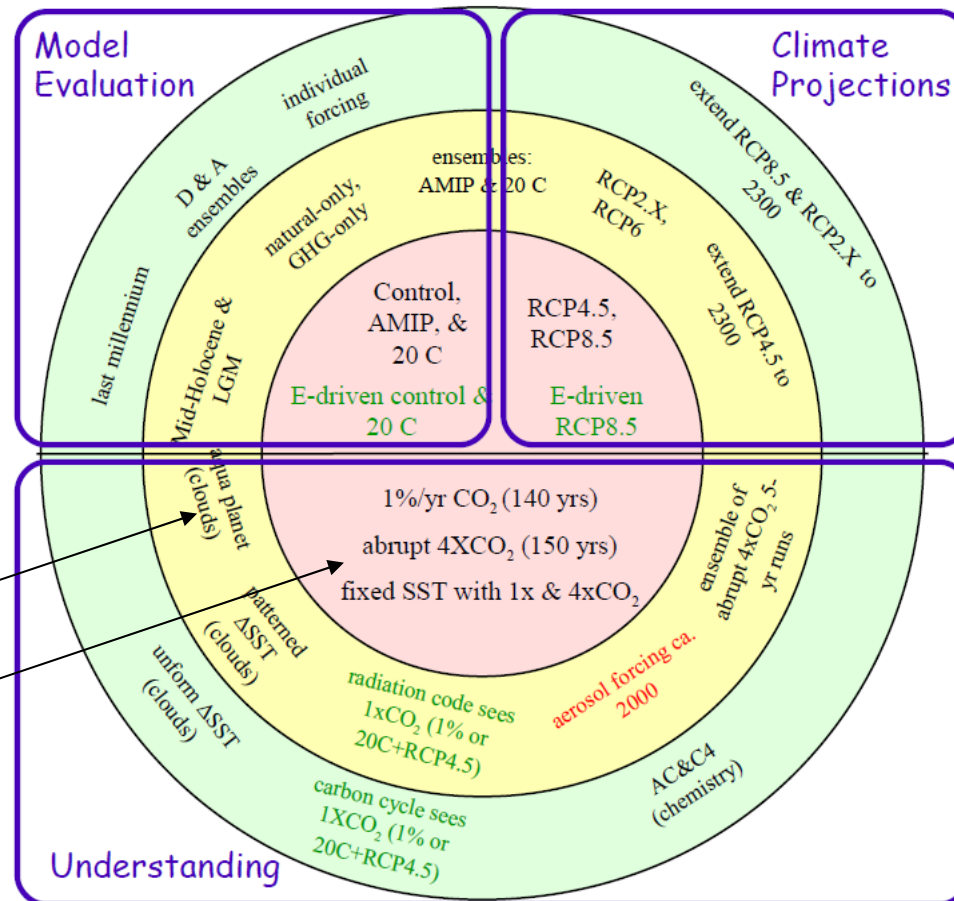 Model
Evaluation
Climate
Projections
individual
forcing
D & A
ensembles
last millennium
extend RCP8.5 & RCP2.X to
2300
ensembles:
AMIP & 20 C
natural-only,
GHG-only
Mid-Holocene &
LGM
RCP2.X,
RCP6
extend RCP4.5 to
2300
Control,
AMIP, &
20 C
E-driven control &
20 C
RCP4.5,
RCP8.5
E-driven
RCP8.5
1%/yr CO₂ (140 yrs)
abrupt 4XCO₂ (150 yrs)
fixed SST with 1x & 4xCO₂
aqua planet
(clouds)
patterned
ΔSST
(clouds)
unform ΔSST
(clouds)
radiation code sees
1xCO₂ (1% or
20C+RCP4.5)
carbon cycle sees
1XCO₂ (1% or
20C+RCP4.5)
ensemble of
abrupt 4xCO₂ 5-
yr runs
aerosol forcing ca.
2000
AC&C4
(chemistry)
Understanding